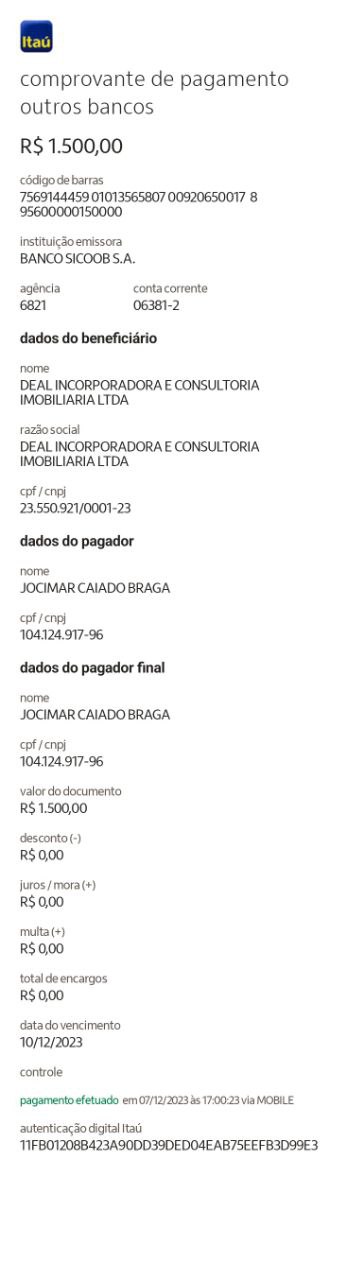 Itaú
comprovante de pagamento
outros bancos
R$ 1.500,00
código de barras
7569144459 01013565807 00920650017 8
95600000150000
instituição emissora
BANCO SICOOB S.A.
agência conta corrente
6821 06381-2
dados do beneficiário
nome
DEAL INCORPORADORA E CONSULTORIA
IMOBILIARIA LTDA
razão social
DEAL INCORPORADORA E CONSULTORIA
IMOBILIARIA LTDA
cpf / cnpj
23.550.921/0001-23
dados do pagador
nome
JOCIMAR CAIADO BRAGA
cpf / cnpj
104.124.917-96
dados do pagador final
nome
JOCIMAR CAIADO BRAGA
cpf / cnpj
104.124.917-96
valor do documento
R$ 1.500,00
desconto (-)
R$ 0,00
juros / mora (+)
R$ 0,00
multa (+)
R$ 0,00
total de encargos
R$ 0,00
data do vencimento
10/12/2023
controle
pagamento efetuado em 07/12/2023 às 17:00:23 via MOBILE
autenticação digital Itaú
11FB01208B423A90DD39DED04EAB75EEFB3D99E3